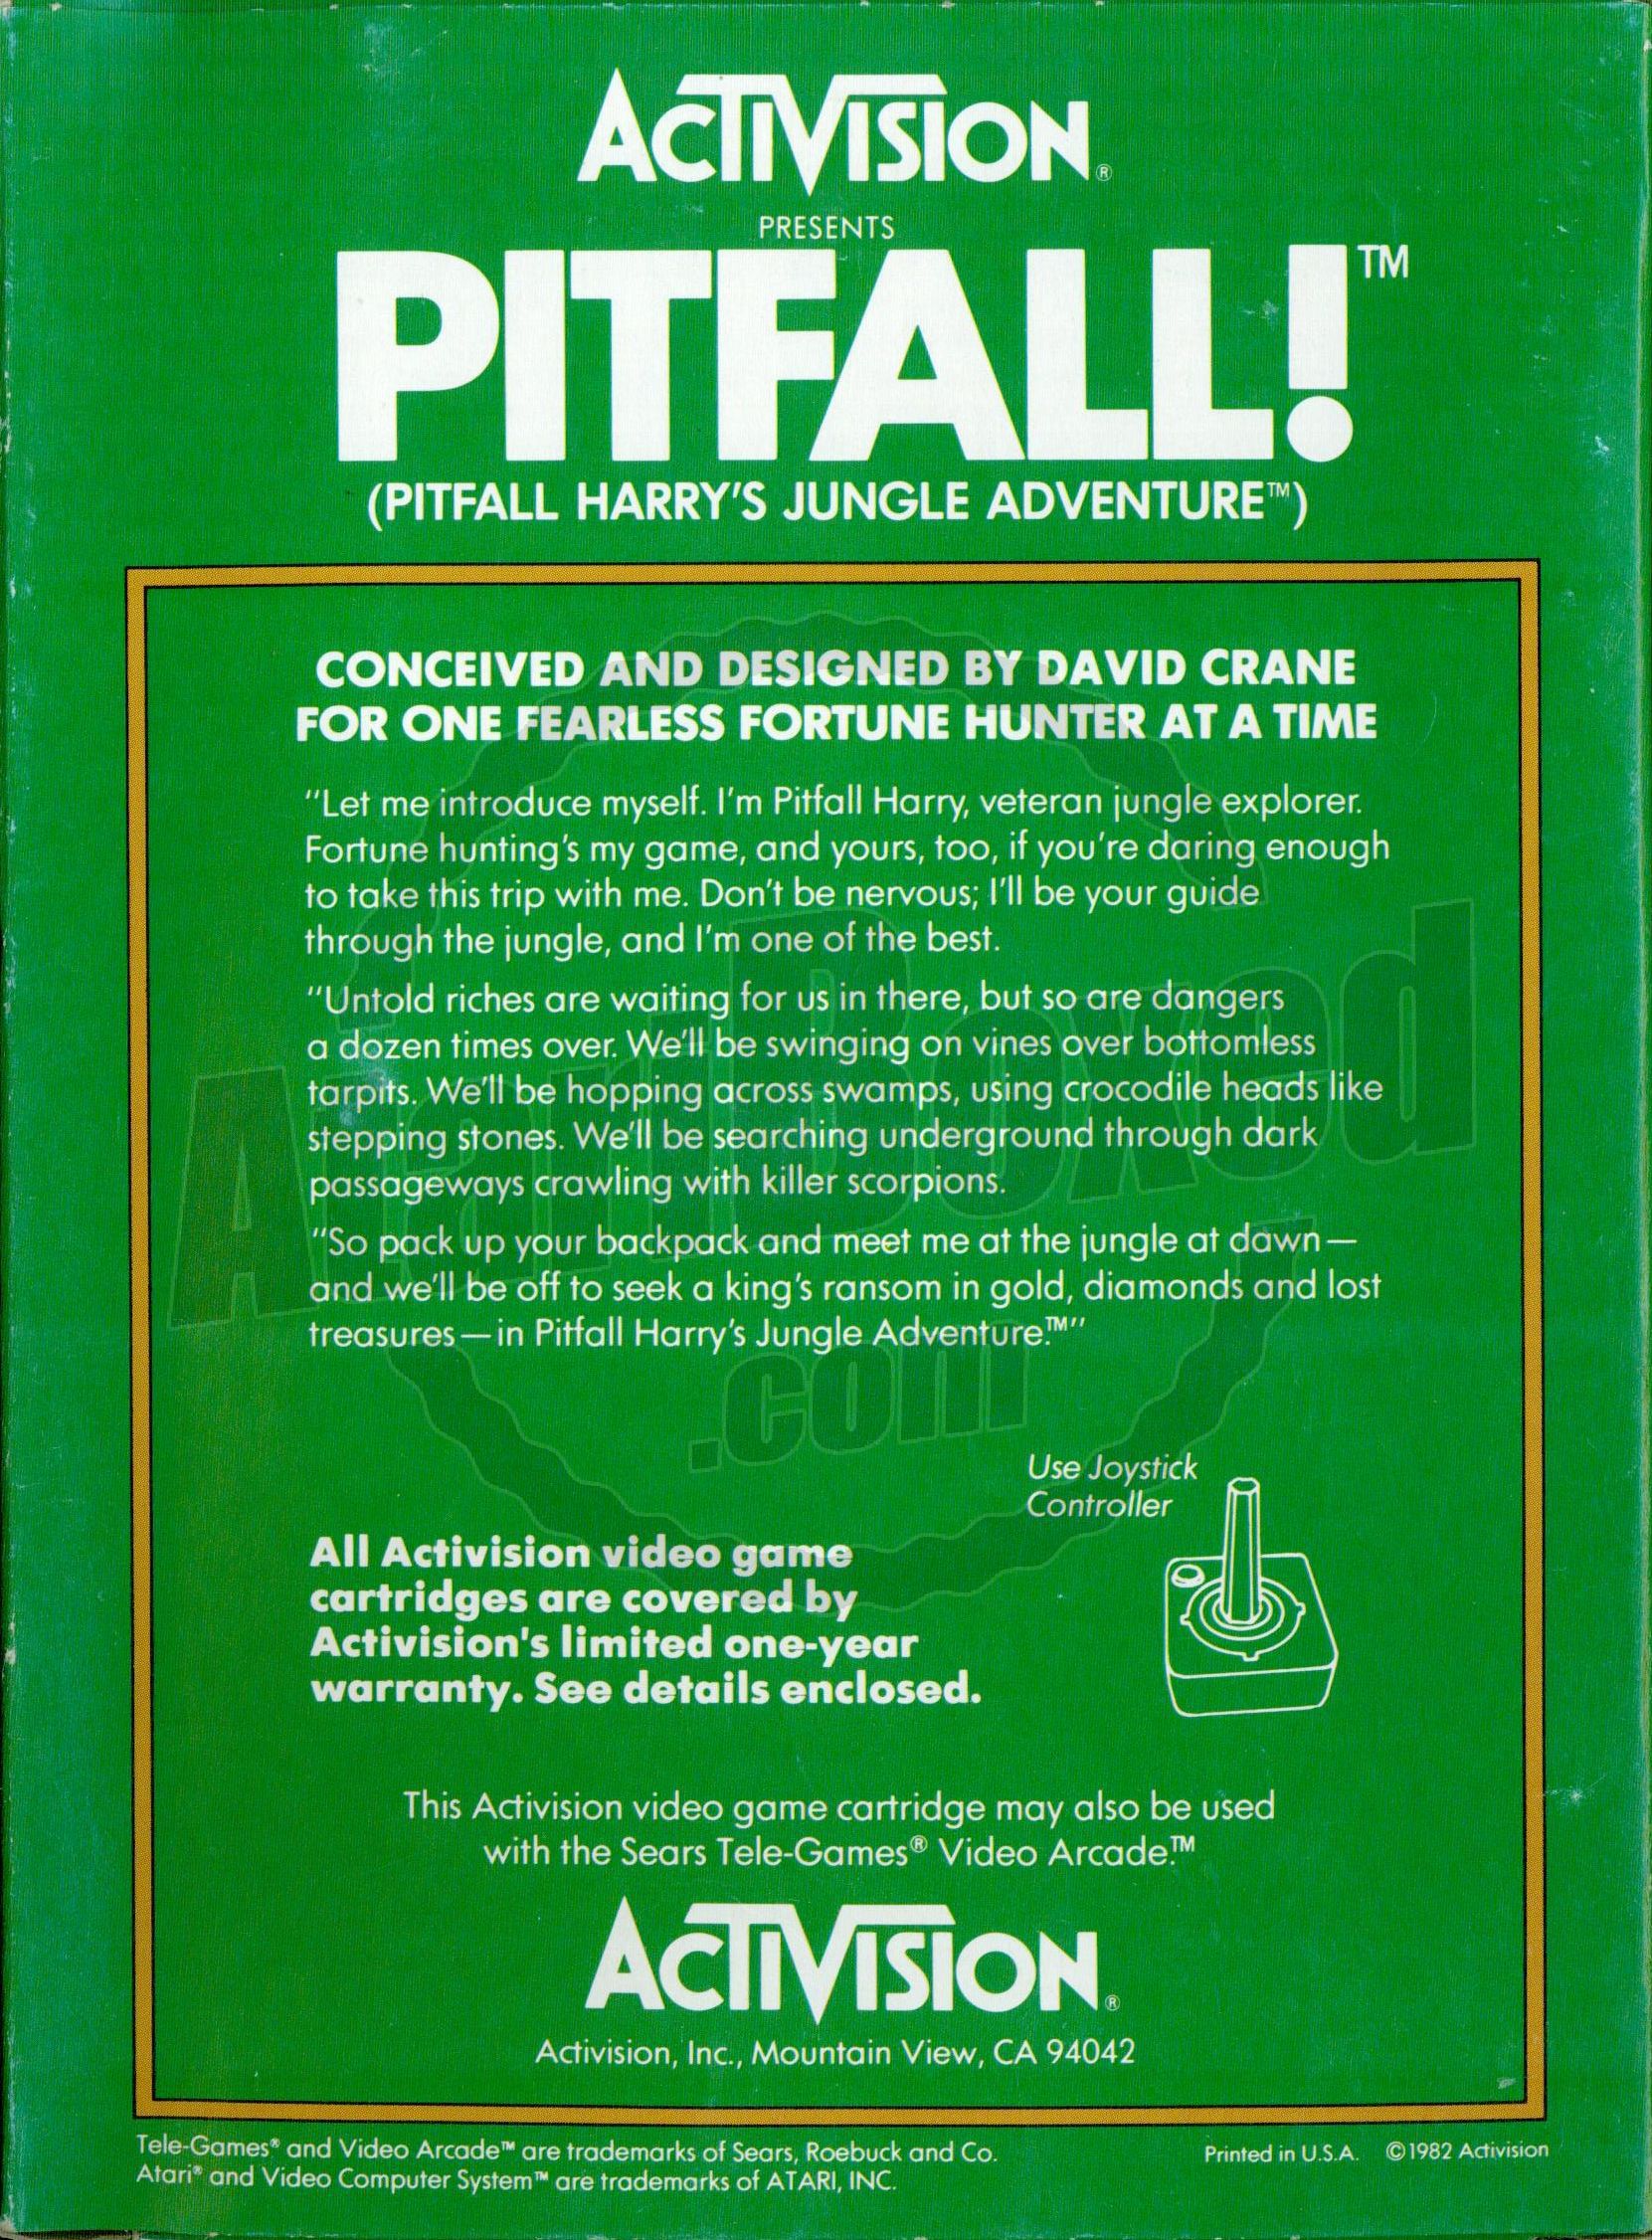 ACTIVISION®
PRESENTS
PITFALL!™
(PITFALL HARRY'S JUNGLE ADVENTURE™)
CONCEIVED AND DESIGNED BY DAVID CRANE
FOR ONE FEARLESS FORTUNE HUNTER AT A TIME
"Let me introduce myself. I'm Pitfall Harry, veteran jungle explorer.
Fortune hunting's my game, and yours, too, if you're daring enough
to take this trip with me. Don't be nervous; I'll be your guide
through the jungle, and I'm one of the best.
"Untold riches are waiting for us in there, but so are dangers
a dozen times over. We'll be swinging on vines over bottomless
tarpits. We'll be hopping across swamps, using crocodile heads like
stepping stones. We'll be searching underground through dark
passageways crawling with killer scorpions.
"So pack up your backpack and meet me at the jungle at dawn—
and we'll be off to seek a king's ransom in gold, diamonds and lost
treasures—in Pitfall Harry's Jungle Adventure.™"
AtariBoxed
.com
Use Joystick
Controller
All Activision video game
cartridges are covered by
Activision's limited one-year
warranty. See details enclosed.
This Activision video game cartridge may also be used
with the Sears Tele-Games® Video Arcade.™
ACTIVISION®
Activision, Inc., Mountain View, CA 94042
Tele-Games® and Video Arcade™ are trademarks of Sears, Roebuck and Co.
Atari® and Video Computer System™ are trademarks of ATARI, INC.
Printed in U.S.A. ©1982 Activision